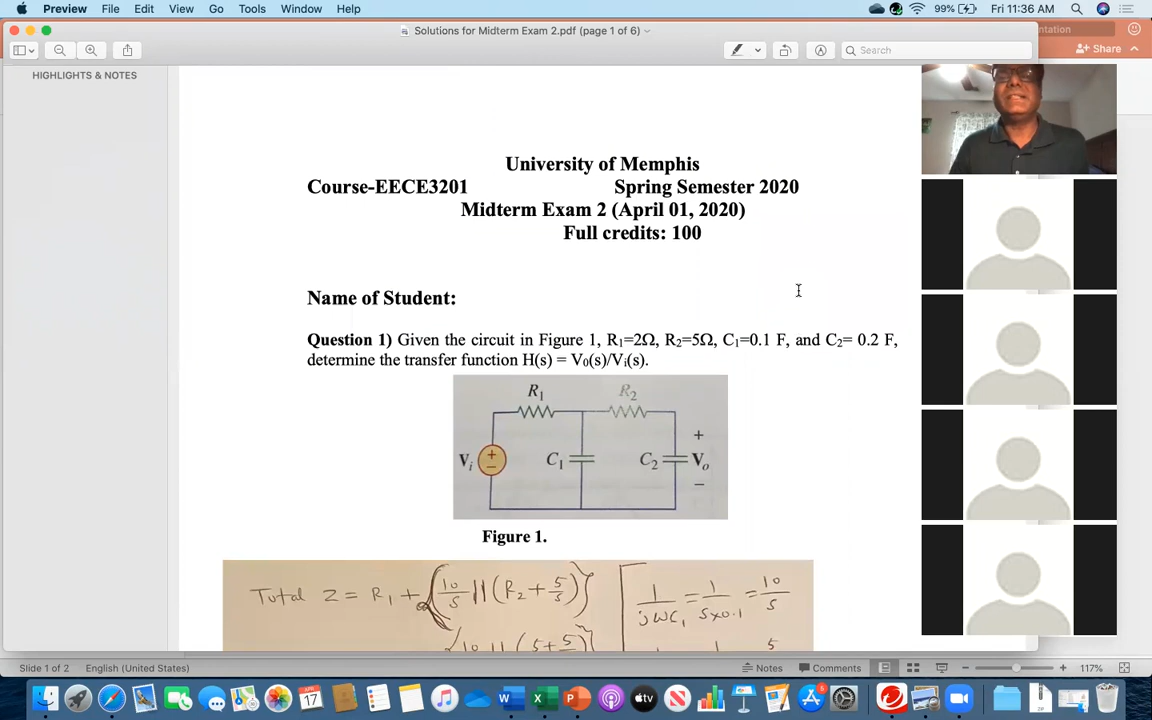 Preview File Edit View Go Tools Window Help 99% Fri 11:36 AM
Solutions for Midterm Exam 2.pdf (page 1 of 6)
Search
Share
HIGHLIGHTS & NOTES
University of Memphis
Course-EECE3201 Spring Semester 2020
Midterm Exam 2 (April 01, 2020)
Full credits: 100
Name of Student:
Question 1) Given the circuit in Figure 1, R₁=2Ω, R₂=5Ω, C₁=0.1 F, and C₂= 0.2 F,
determine the transfer function H(s) = V₀(s)/Vᵢ(s).
R₁ R₂
+
Vᵢ + − C₁ C₂ Vₒ
−
Figure 1.
Total Z = R₁ + (10/s || (R₂ + 5/s)) 1/jωC₁ = 1/s×0.1 = 10/s
10 || (5+5/s)
Slide 1 of 2 English (United States) Notes Comments 117%